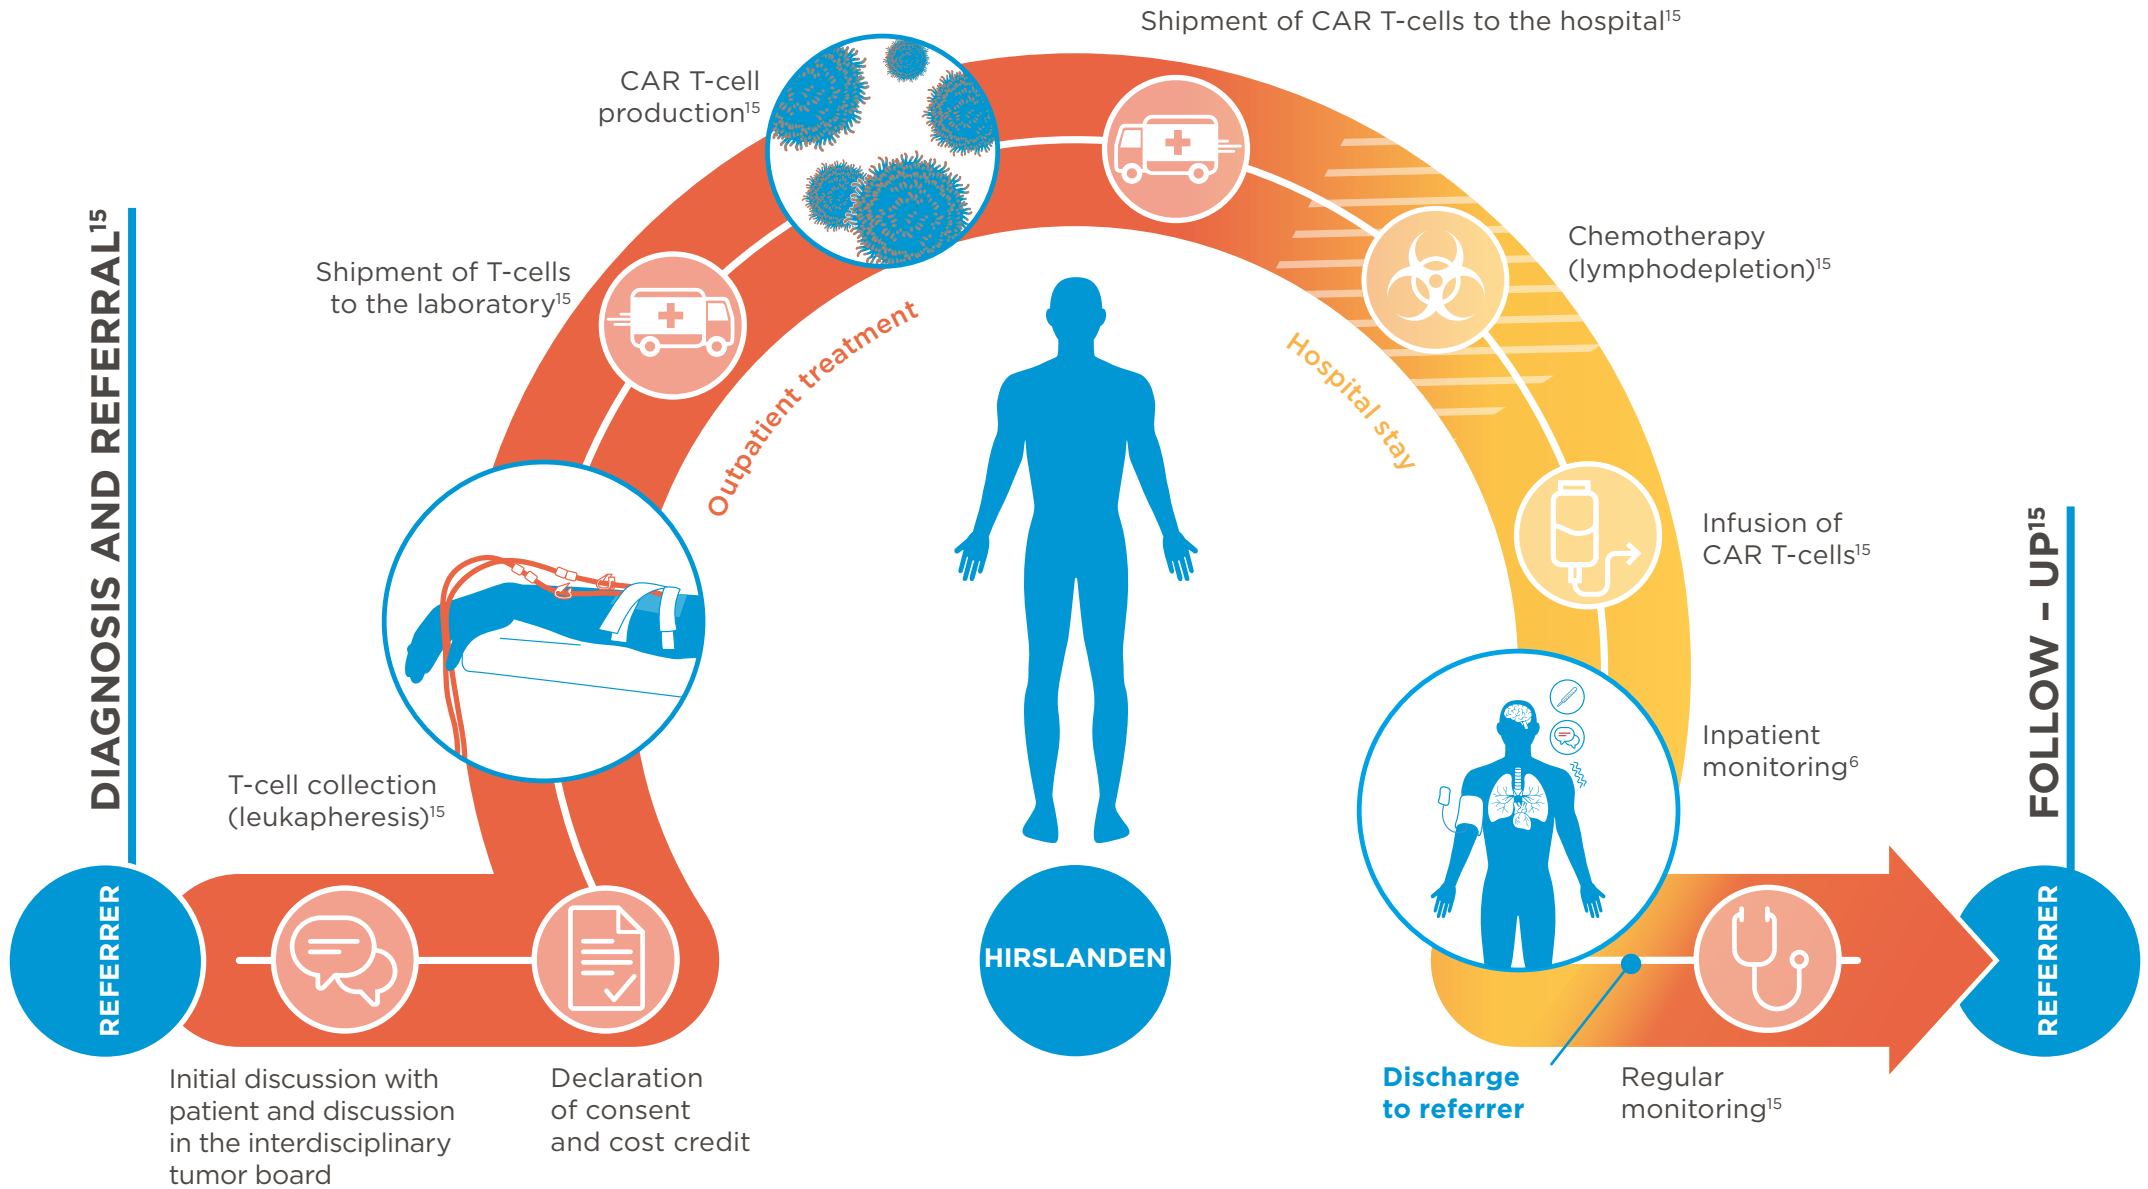 DIAGNOSIS AND REFERRAL15
REFERRER
Initial discussion with
patient and discussion
in the interdisciplinary
tumor board
Declaration
of consent
and cost credit
T-cell collection
(leukapheresis)15
Shipment of T-cells
to the laboratory15
CAR T-cell
production15
Outpatient treatment
Shipment of CAR T-cells to the hospital15
Hospital stay
Chemotherapy
(lymphodepletion)15
Infusion of
CAR T-cells15
Inpatient
monitoring6
HIRSLANDEN
Discharge
to referrer
Regular
monitoring15
FOLLOW – UP15
REFERRER